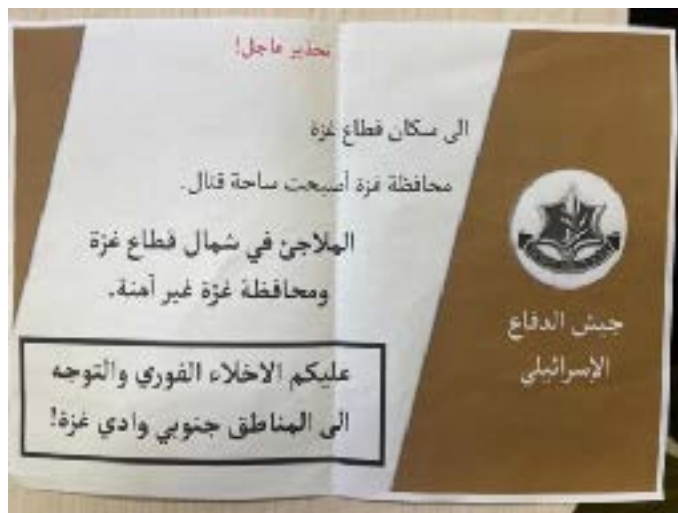 تحذير عاجل!
الى سكان قطاع غزة
محافظة غزة أصبحت ساحة قتال.
الملاجئ في شمال قطاع غزة
ومحافظة غزة غير آمنة.
عليكم الاخلاء الفوري والتوجه
الى المناطق جنوبي وادي غزة!
جيش الدفاع
الإسرائيلي